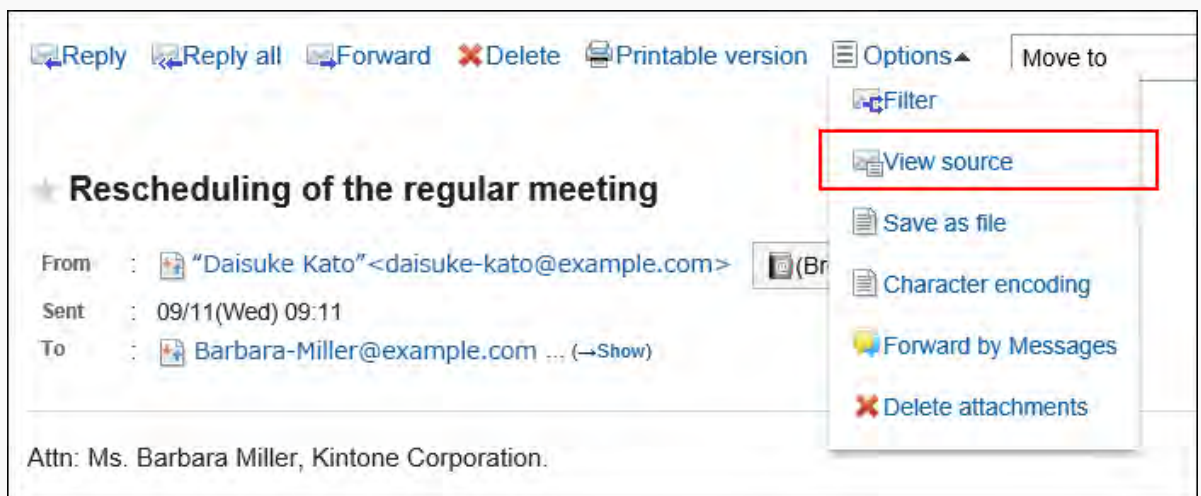 Reply Reply all Forward Delete Printable version Options▲ Move to
Filter
View source
Rescheduling of the regular meeting
Save as file
From : "Daisuke Kato"<daisuke-kato@example.com> (Br
Character encoding
Sent : 09/11(Wed) 09:11
To : Barbara-Miller@example.com ... (→Show)
Forward by Messages
Delete attachments
Attn: Ms. Barbara Miller, Kintone Corporation.